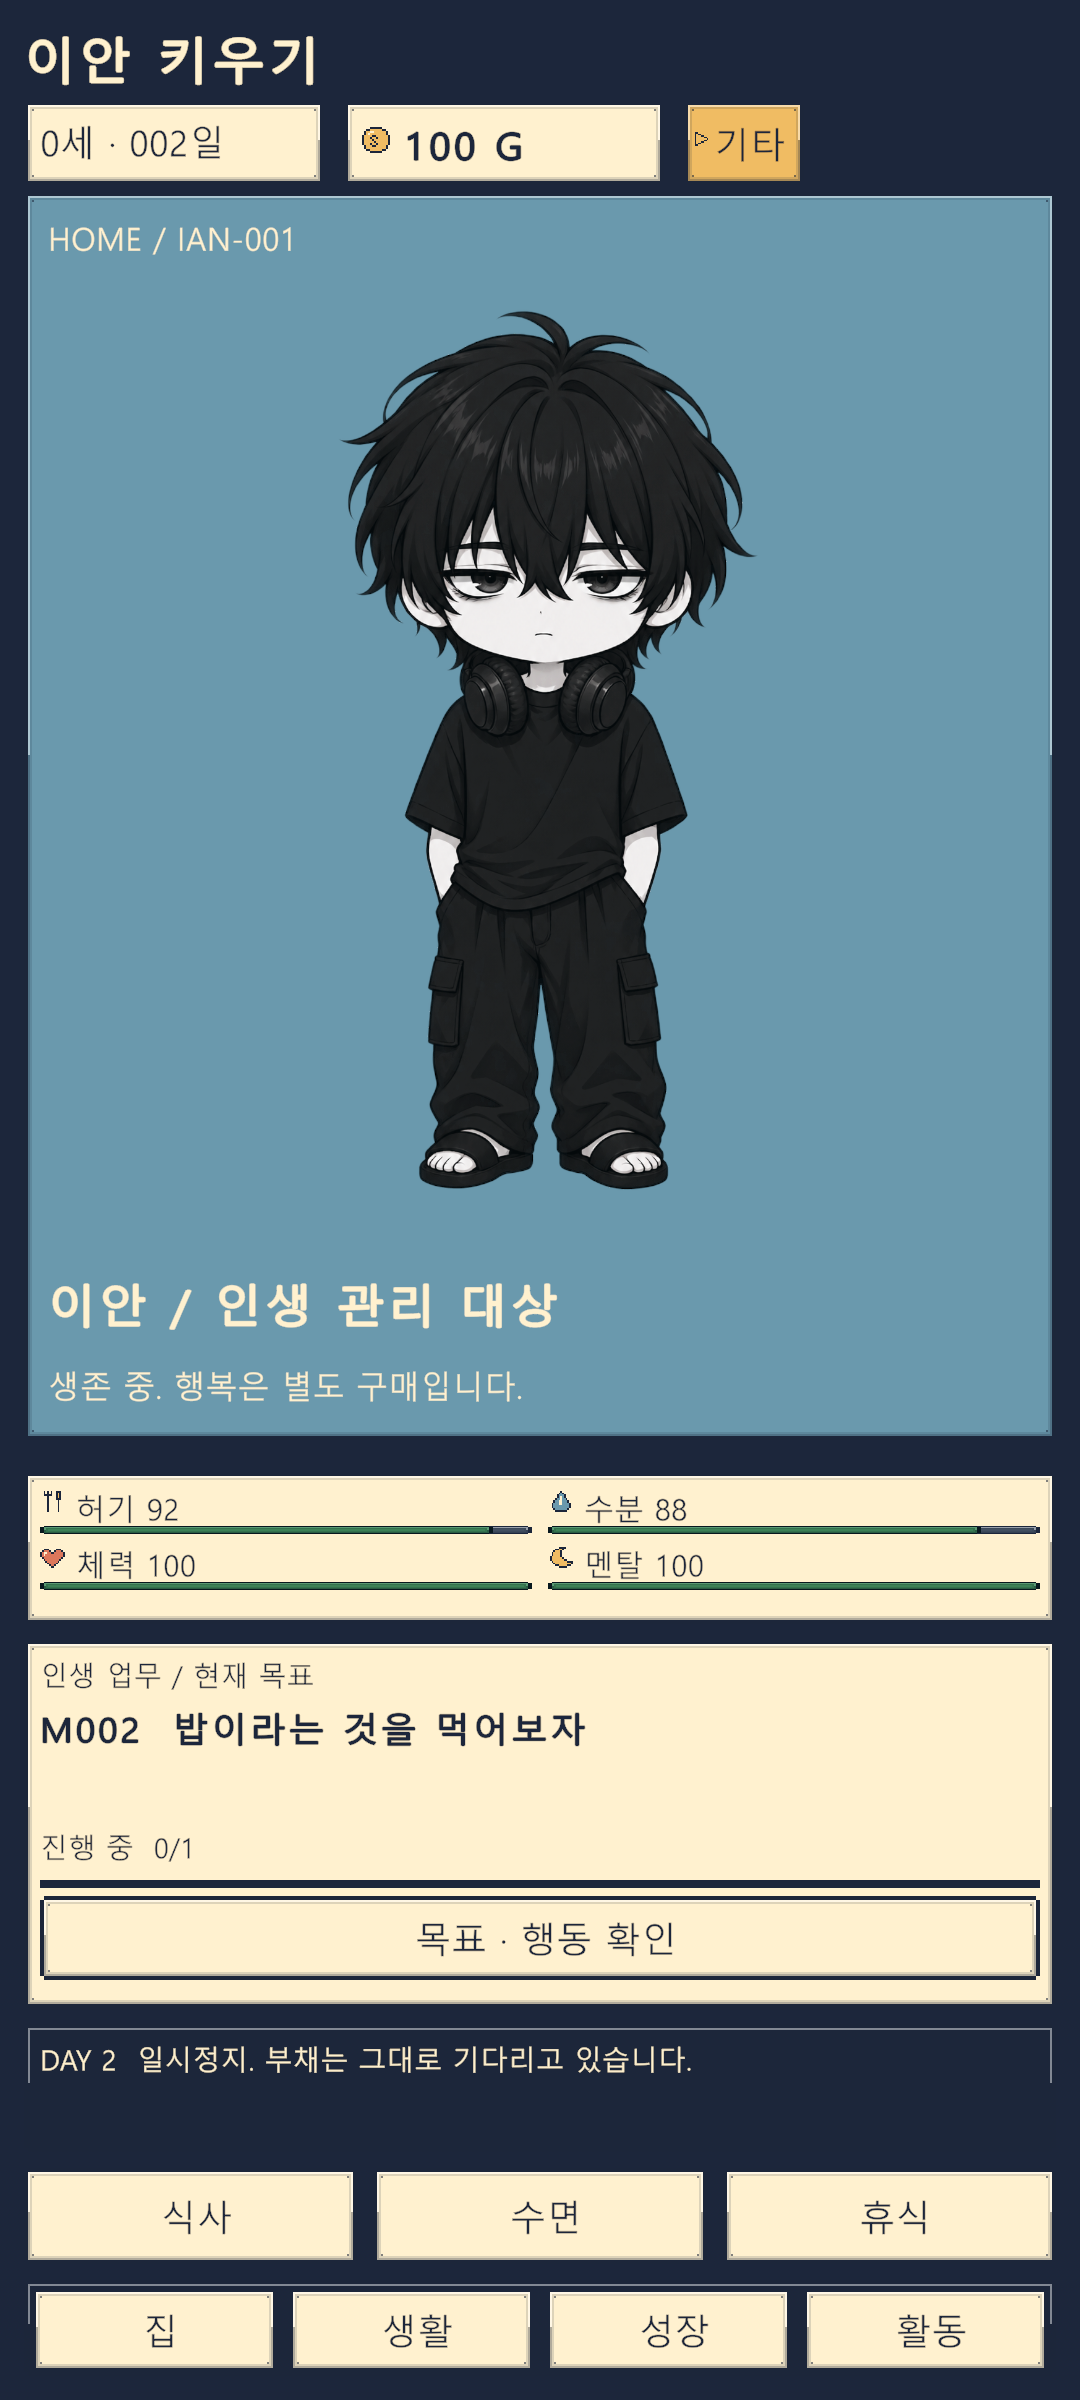 이안 키우기
0세 · 002일
100 G
기타
HOME / IAN-001
이안 / 인생 관리 대상
생존 중. 행복은 별도 구매입니다.
허기 92
수분 88
체력 100
멘탈 100
인생 업무 / 현재 목표
M002 밥이라는 것을 먹어보자
진행 중 0/1
목표 · 행동 확인
DAY 2 일시정지. 부채는 그대로 기다리고 있습니다.
식사
수면
휴식
집
생활
성장
활동